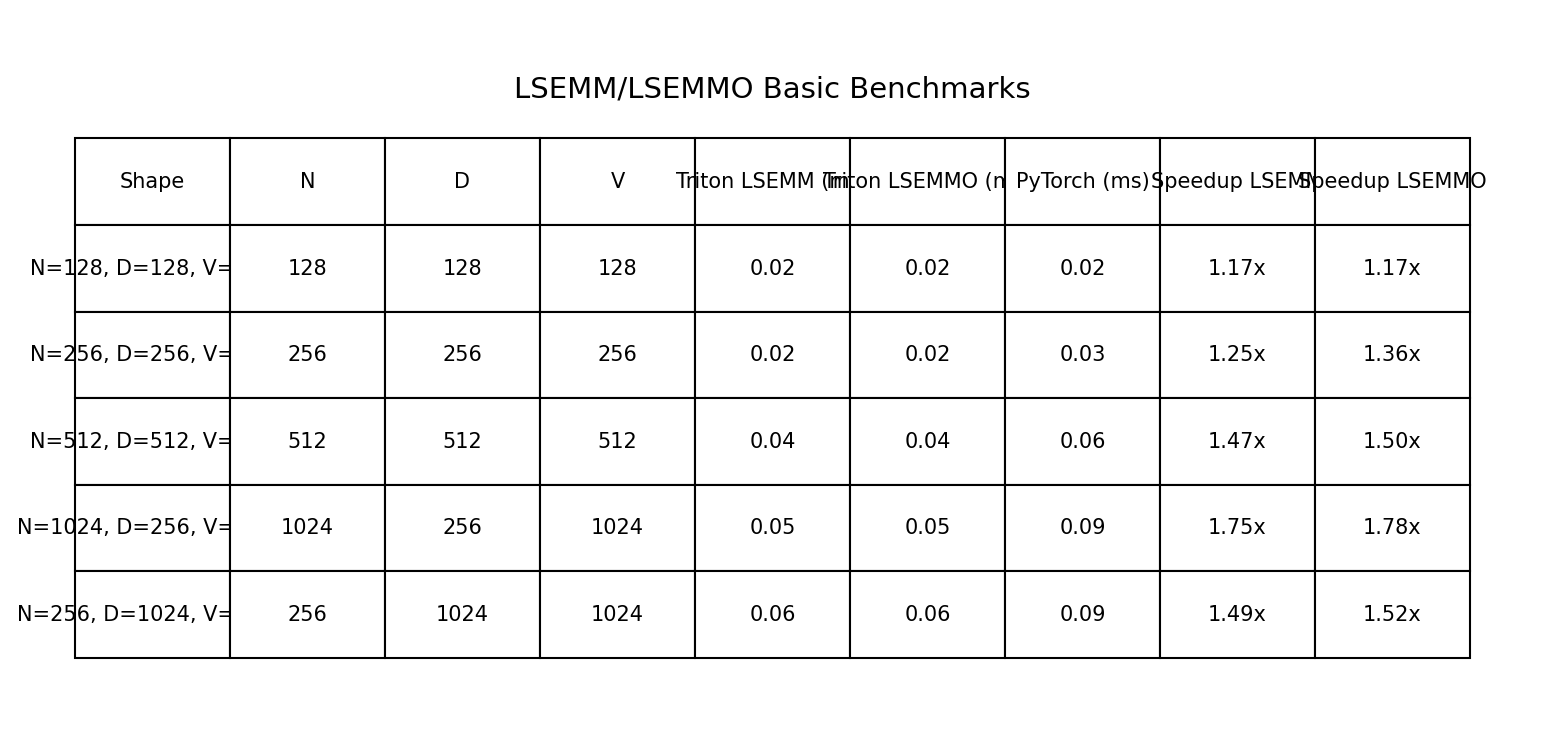 LSEMM/LSEMMO Basic Benchmarks
Shape N D V Triton LSEMM (m Triton LSEMMO (m PyTorch (ms) Speedup LSEMM Speedup LSEMMO
N=128, D=128, V= 128 128 128 0.02 0.02 0.02 1.17x 1.17x
N=256, D=256, V= 256 256 256 0.02 0.02 0.03 1.25x 1.36x
N=512, D=512, V= 512 512 512 0.04 0.04 0.06 1.47x 1.50x
N=1024, D=256, V= 1024 256 1024 0.05 0.05 0.09 1.75x 1.78x
N=256, D=1024, V= 256 1024 1024 0.06 0.06 0.09 1.49x 1.52x